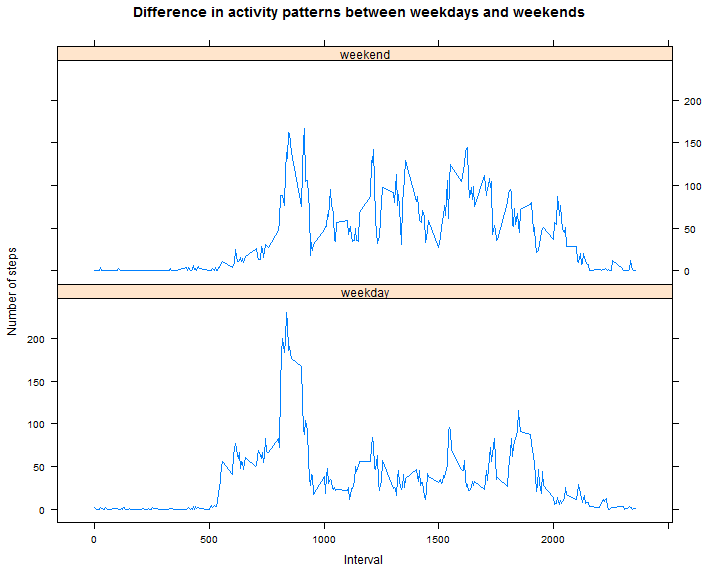 Difference in activity patterns between weekdays and weekends
weekend
200
150
100
50
0
Number of steps
weekday
200
150
100
50
0
0 500 1000 1500 2000
Interval